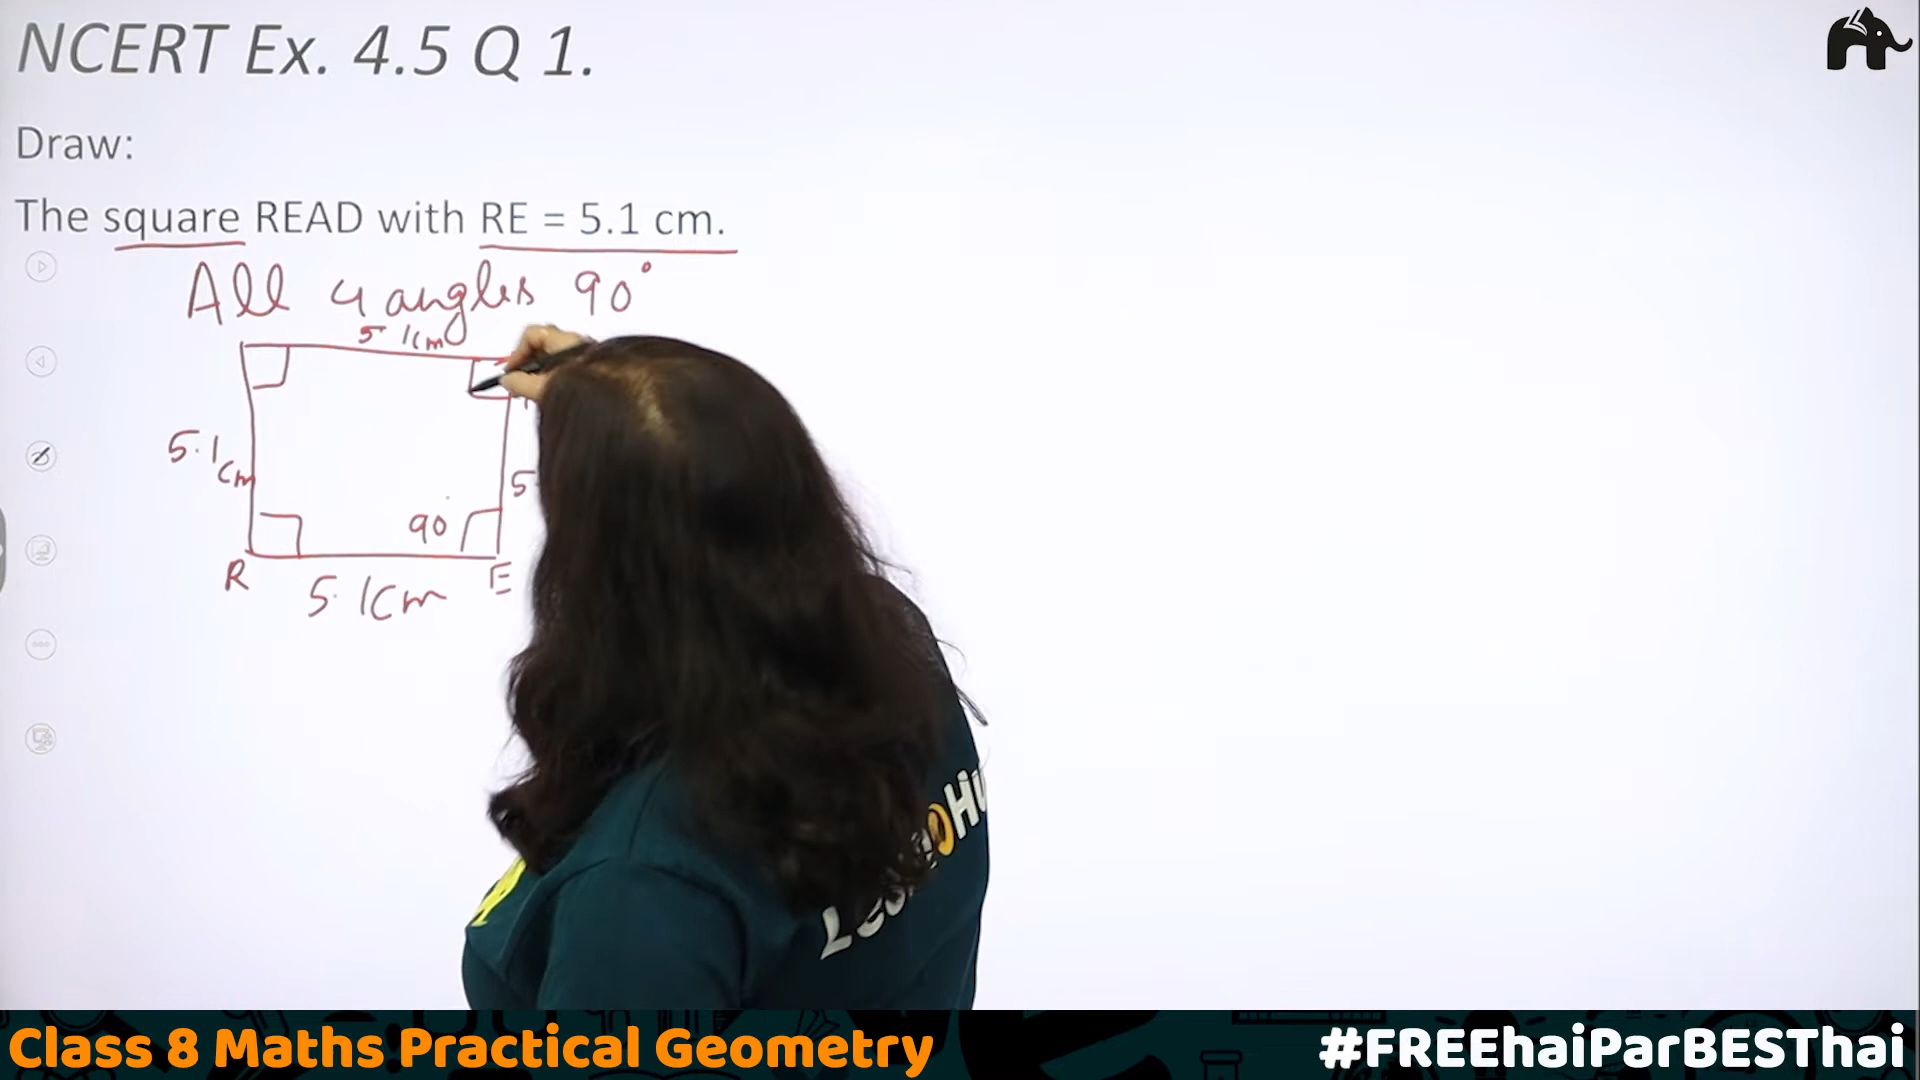 NCERT Ex. 4.5 Q 1.
Draw:
The square READ with RE = 5.1 cm.
All 4 angles 90°
5 1cm
5.1cm
5
90
R
E
5.1cm
Class 8 Maths Practical Geometry
#FREEhaiParBESThai